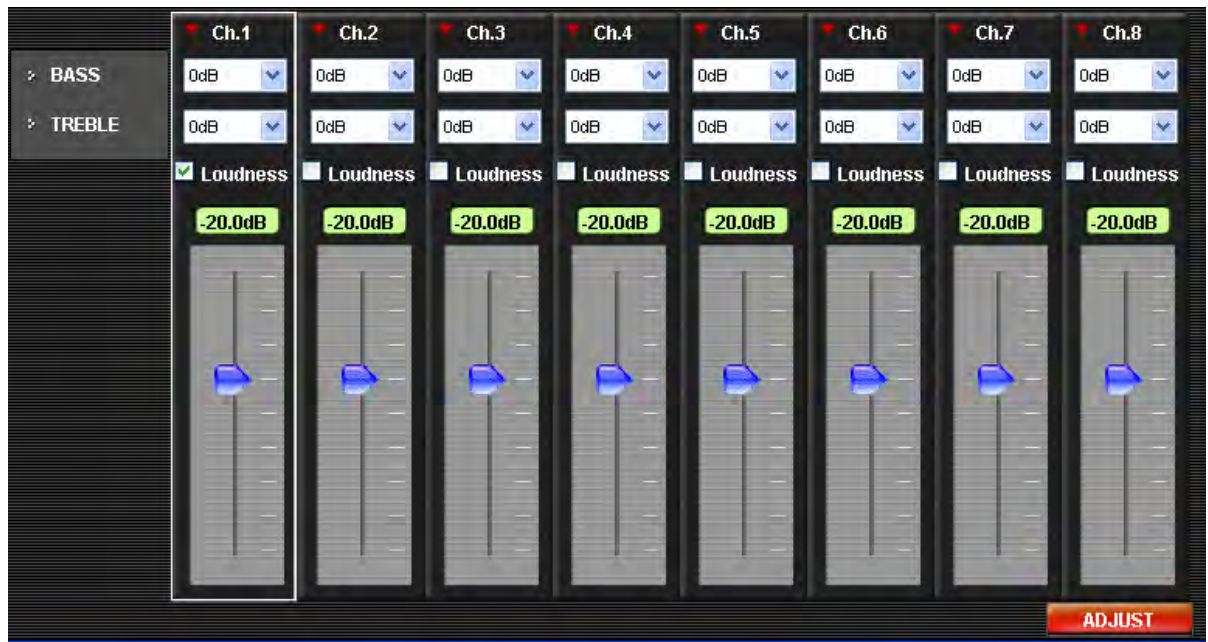 Ch.1 Ch.2 Ch.3 Ch.4 Ch.5 Ch.6 Ch.7 Ch.8
BASS 0dB 0dB 0dB 0dB 0dB 0dB 0dB 0dB
TREBLE 0dB 0dB 0dB 0dB 0dB 0dB 0dB 0dB
Loudness Loudness Loudness Loudness Loudness Loudness Loudness Loudness
-20.0dB -20.0dB -20.0dB -20.0dB -20.0dB -20.0dB -20.0dB -20.0dB
ADJUST